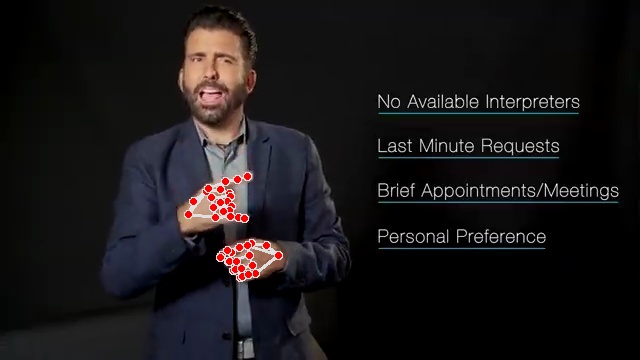 No Available Interpreters
Last Minute Requests
Brief Appointments/Meetings
Personal Preference